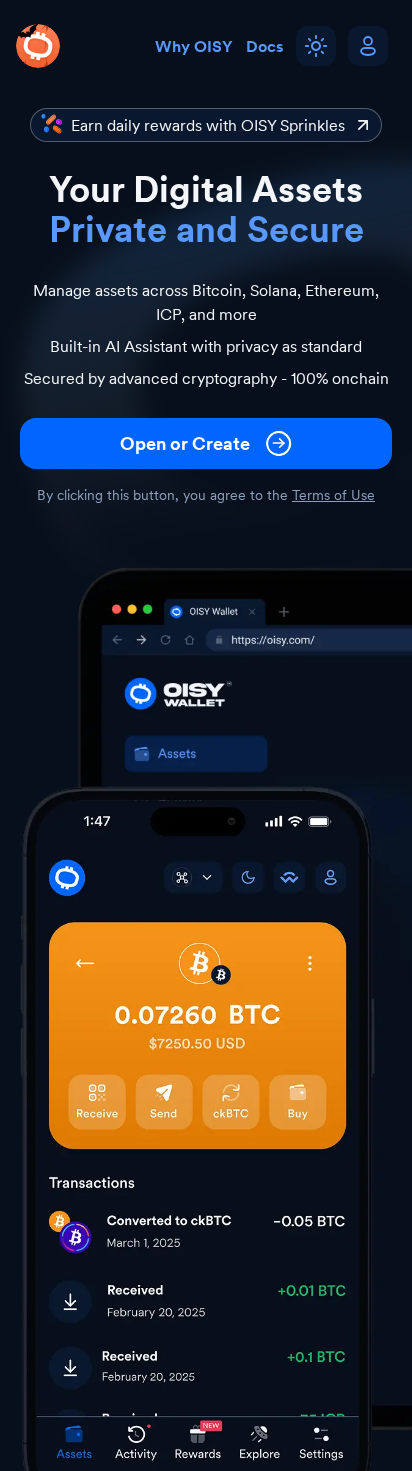 Why OISY Docs
Earn daily rewards with OISY Sprinkles
Your Digital Assets
Private and Secure
Manage assets across Bitcoin, Solana, Ethereum,
ICP, and more
Built-in AI Assistant with privacy as standard
Secured by advanced cryptography - 100% onchain
Open or Create
By clicking this button, you agree to the Terms of Use
OISY Wallet
https://oisy.com/
OISY
WALLET
Assets
1:47
0.07260 BTC
$7250.50 USD
Receive Send ckBTC Buy
Transactions
Converted to ckBTC -0.05 BTC
March 1, 2025
Received +0.01 BTC
February 20, 2025
Received +0.1 BTC
February 20, 2025
NEW
Assets Activity Rewards Explore Settings